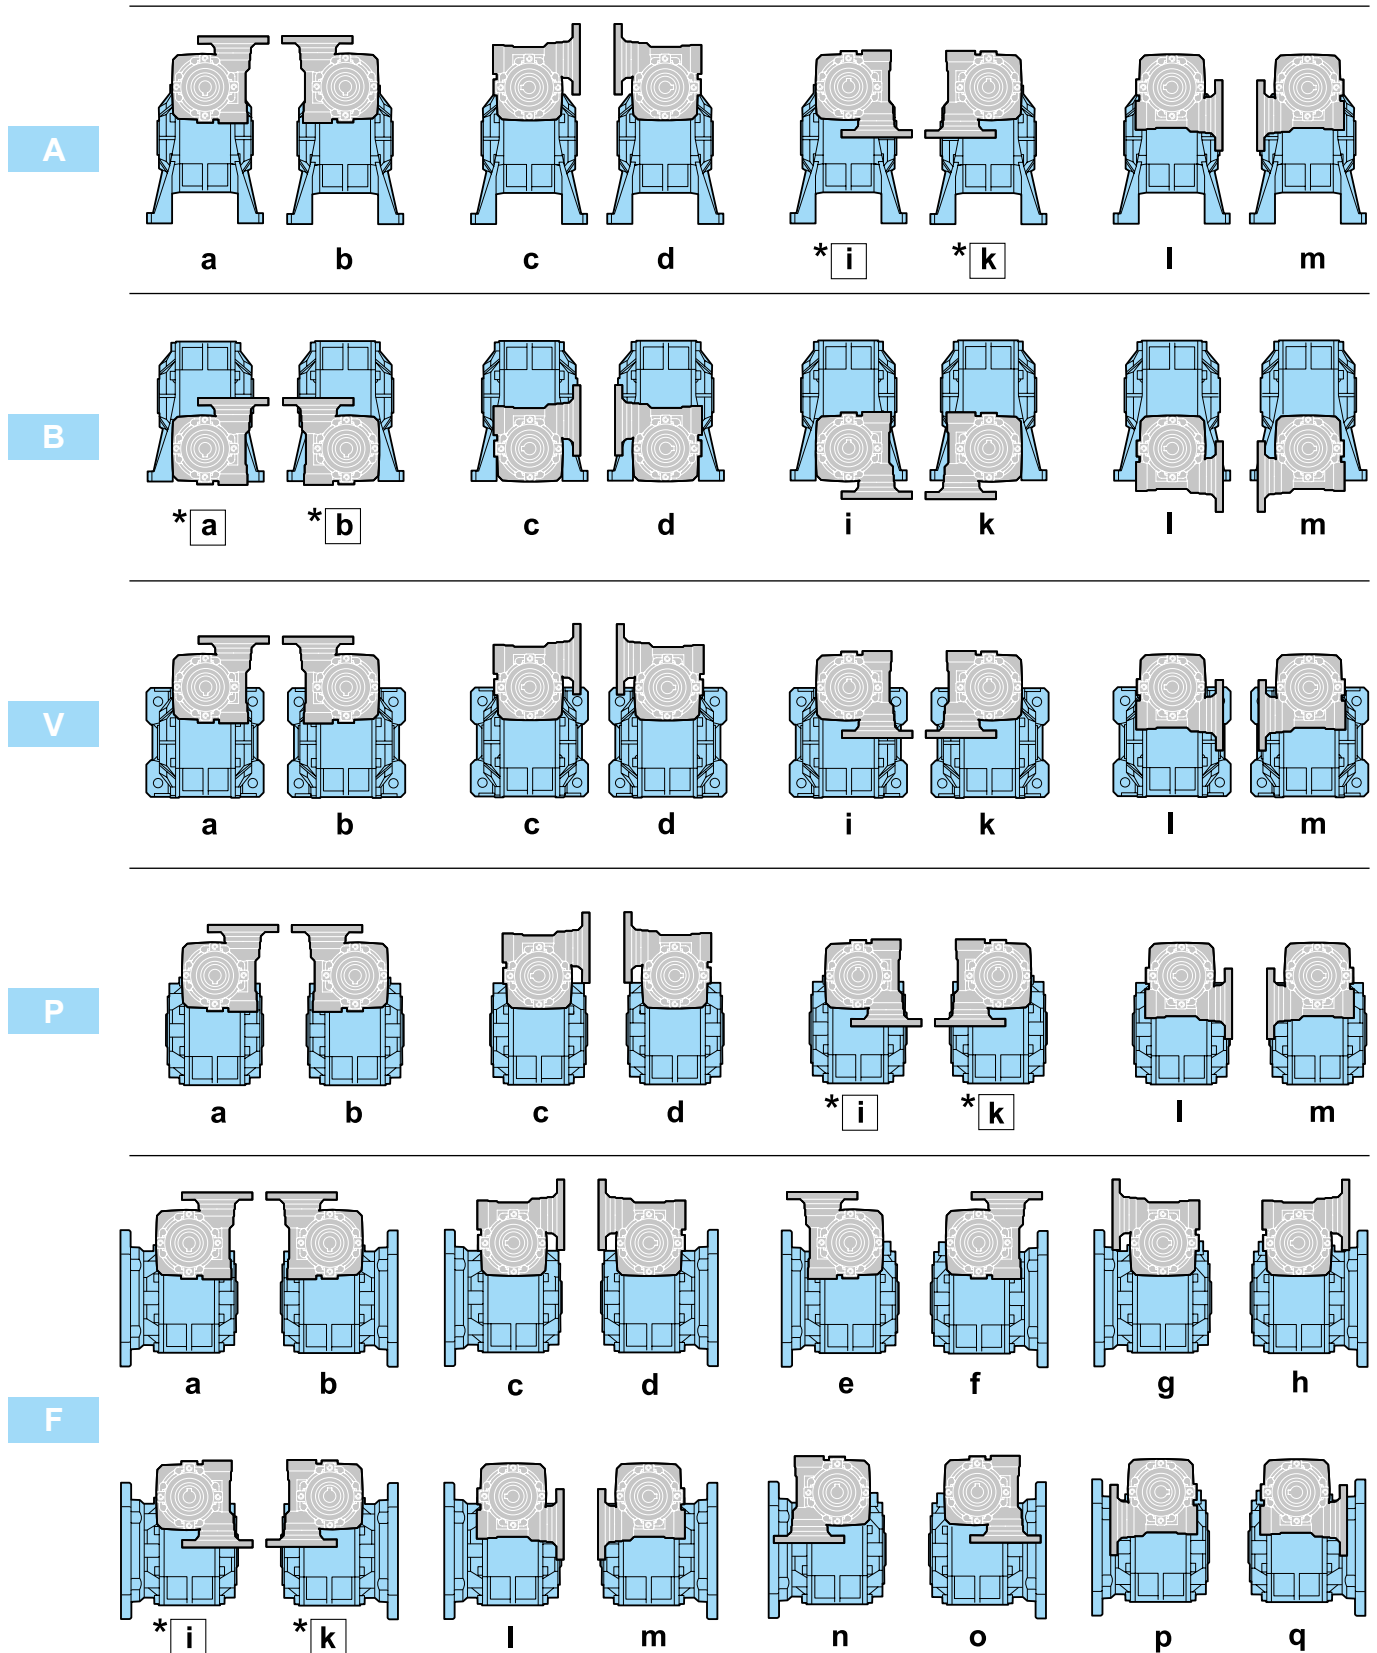 A
a b c d * i * k l m
B
* a * b c d i k l m
V
a b c d i k l m
P
a b c d * i * k l m
F
a b c d e f g h
* i * k l m n o p q